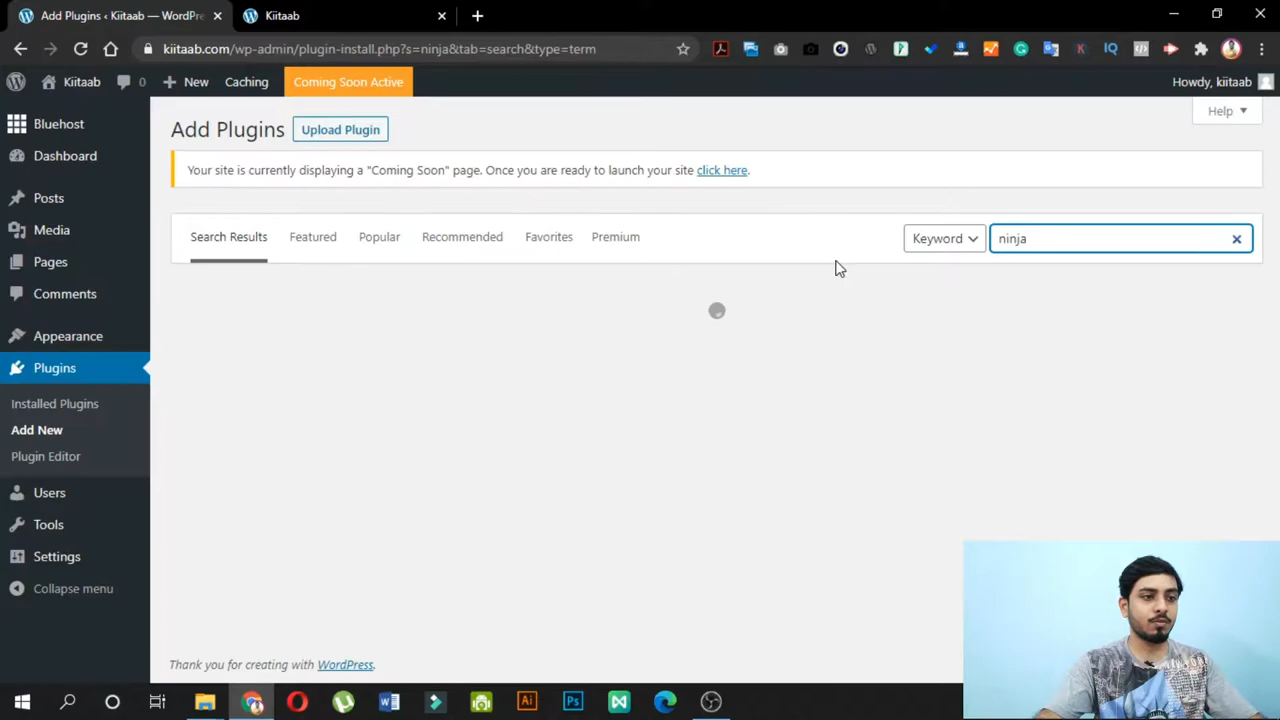 Add Plugins ‹ Kiitaab — WordPre
Kiitaab
kiitaab.com/wp-admin/plugin-install.php?s=ninja&tab=search&type=term
Kiitaab
0
New
Caching
Coming Soon Active
Howdy, kiitaab
Bluehost
Dashboard
Posts
Media
Pages
Comments
Appearance
Plugins
Installed Plugins
Add New
Plugin Editor
Users
Tools
Settings
Collapse menu
Help
Add Plugins
Upload Plugin
Your site is currently displaying a "Coming Soon" page. Once you are ready to launch your site click here.
Search Results
Featured
Popular
Recommended
Favorites
Premium
Keyword
ninja
Thank you for creating with WordPress.